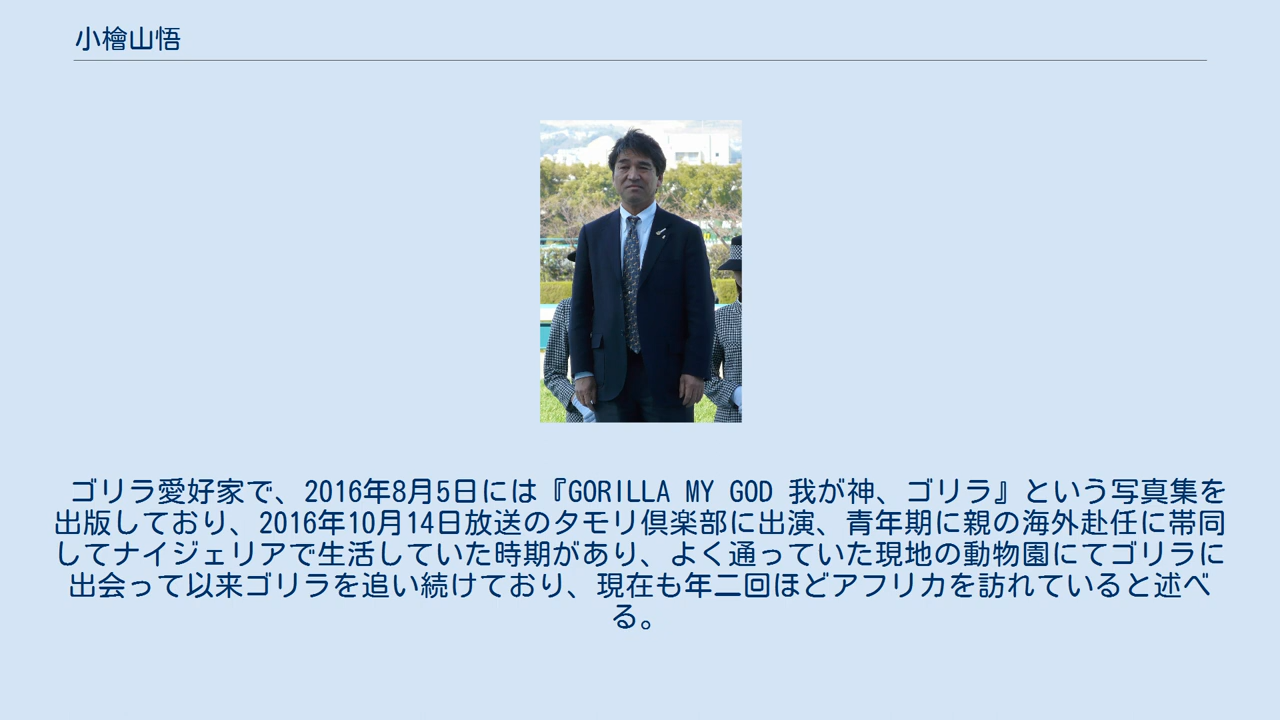 小檜山悟
ゴリラ愛好家で、2016年8月5日には『GORILLA MY GOD 我が神、ゴリラ』という写真集を
出版しており、2016年10月14日放送のタモリ倶楽部に出演、青年期に親の海外赴任に帯同
してナイジェリアで生活していた時期があり、よく通っていた現地の動物園にてゴリラに
出会って以来ゴリラを追い続けており、現在も年二回ほどアフリカを訪れていると述べ
る。